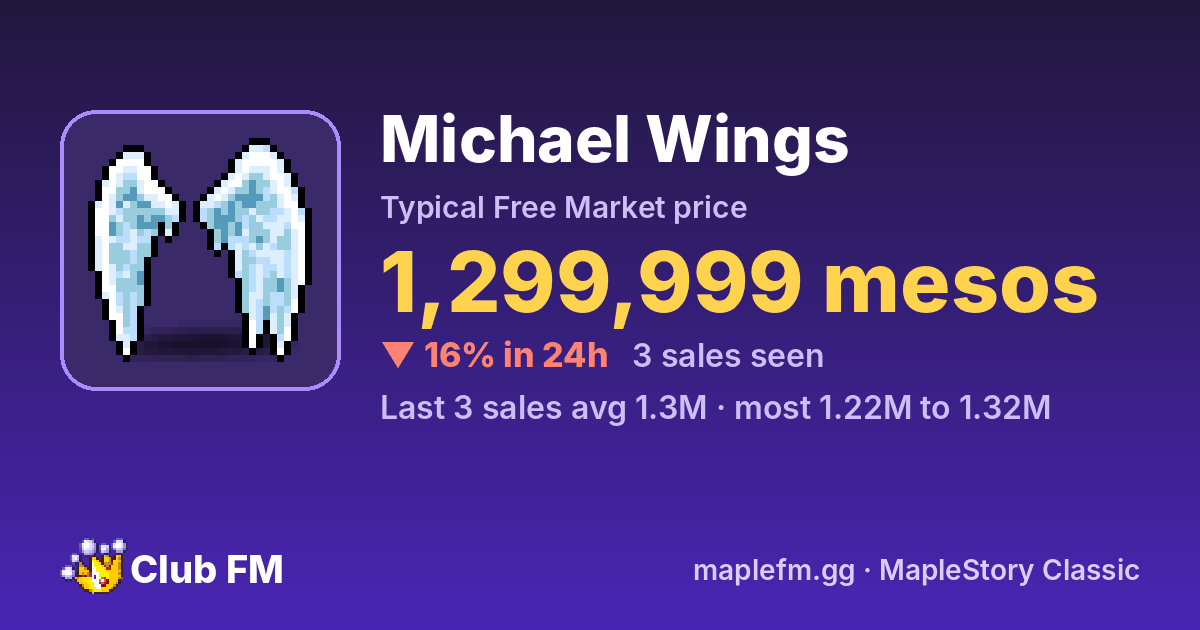 Michael Wings
Typical Free Market price
1,299,999 mesos
▼ 16% in 24h 3 sales seen
Last 3 sales avg 1.3M · most 1.22M to 1.32M
Club FM
maplefm.gg · MapleStory Classic